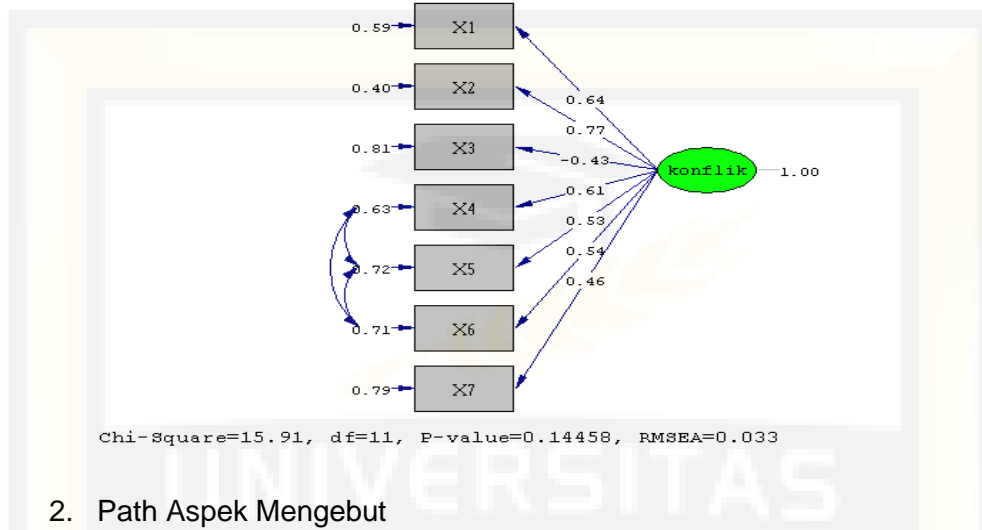 0.59 X1
0.40 X2
0.64
0.77
0.81 X3
-0.43
konflik 1.00
0.61
0.63 X4
0.53
0.54
0.72 X5
0.46
0.71 X6
0.79 X7
Chi-Square=15.91, df=11, P-value=0.14458, RMSEA=0.033
UNIVERSITAS
2. Path Aspek Mengebut